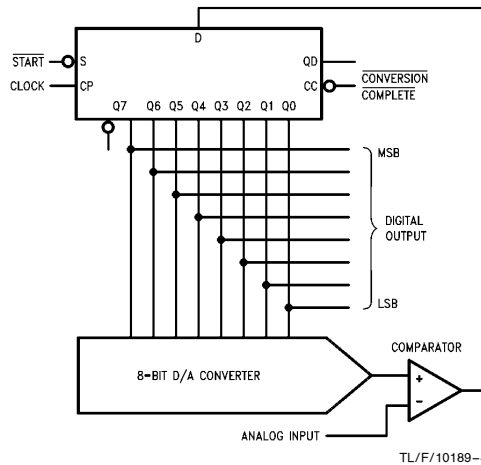 D
START
S
QD
CLOCK
CP
CC
CONVERSION
COMPLETE
Q7 Q6 Q5 Q4 Q3 Q2 Q1 Q0
MSB
DIGITAL
OUTPUT
LSB
8-BIT D/A CONVERTER
COMPARATOR
+
−
ANALOG INPUT
TL/F/10189-